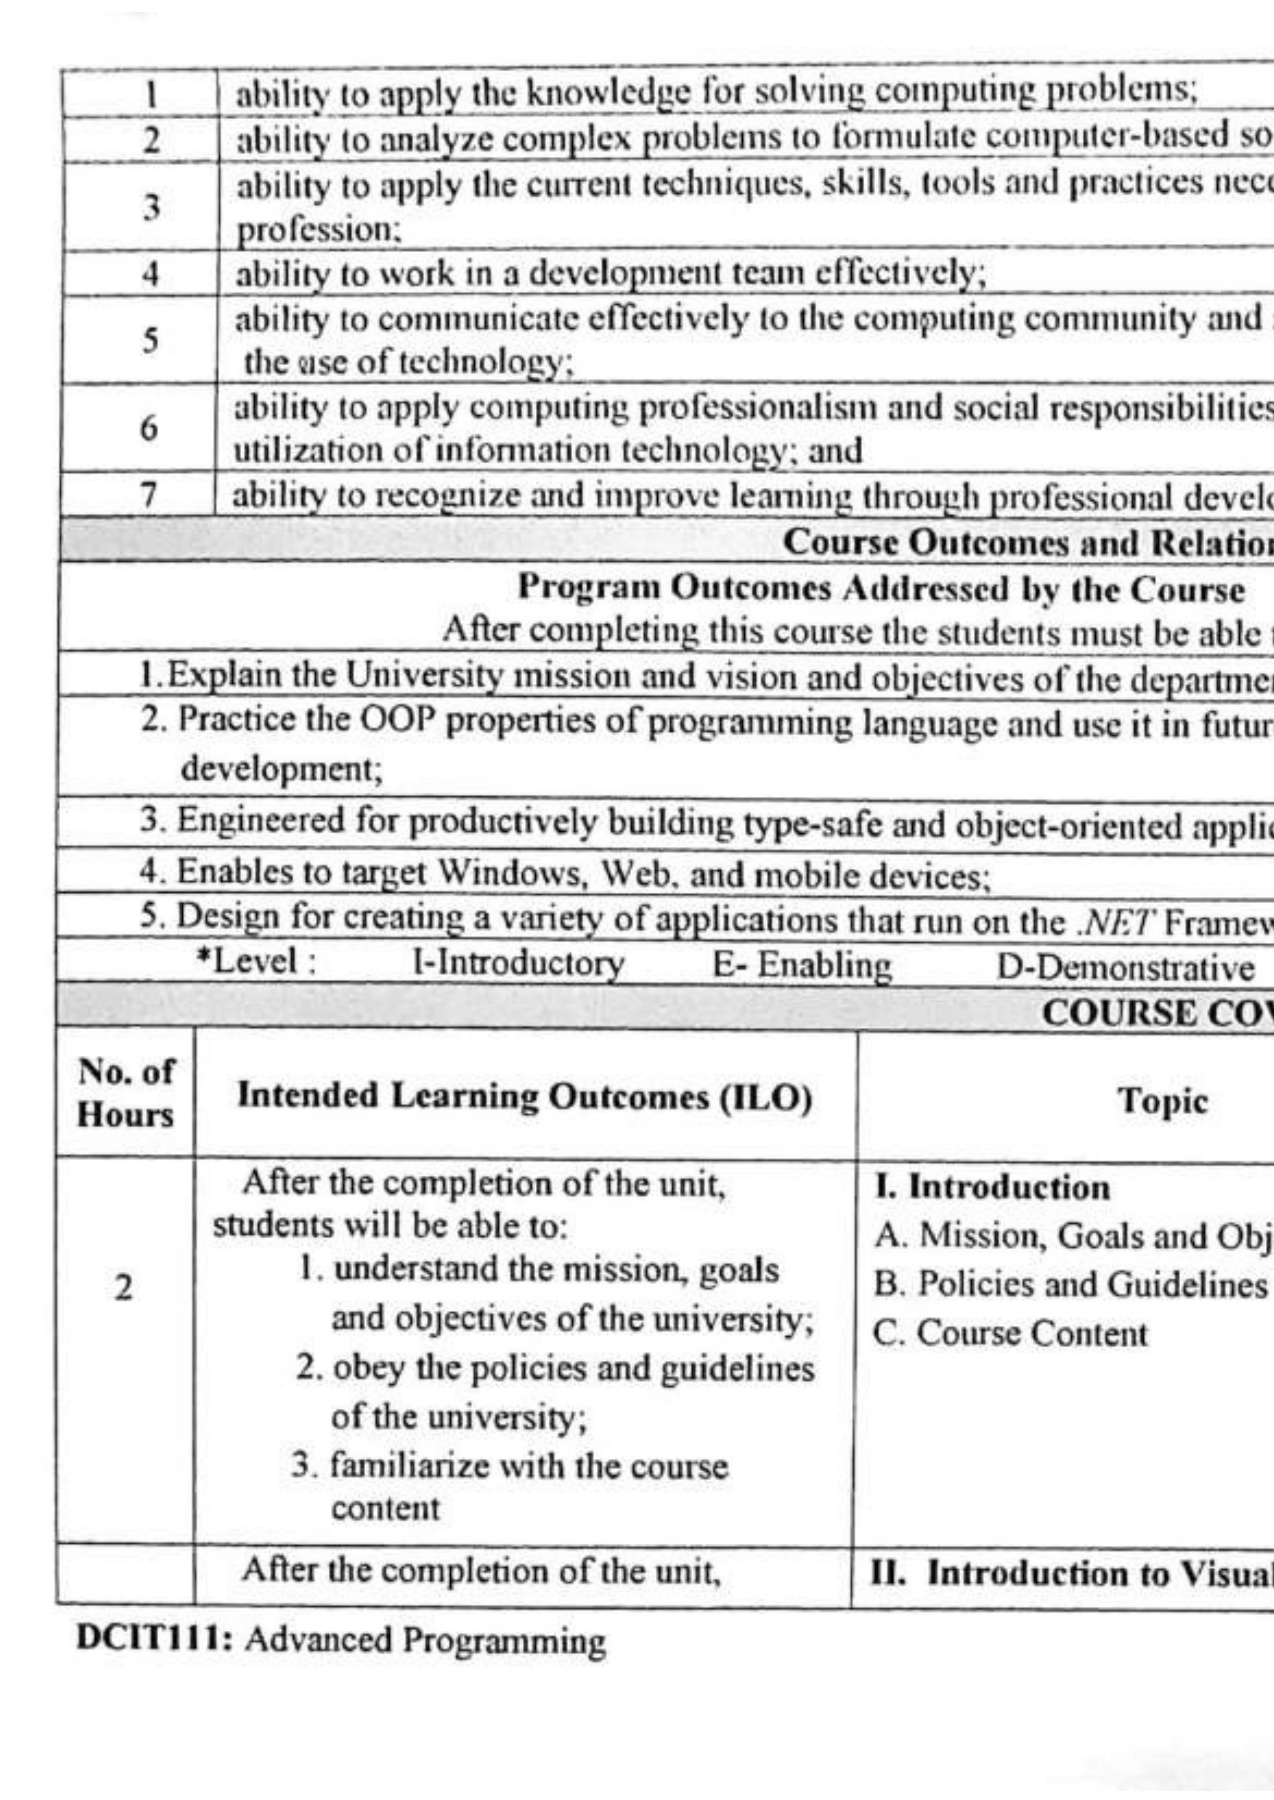 1 ability to apply the knowledge for solving computing problems;
2 ability to analyze complex problems to formulate computer-based so
3 ability to apply the current techniques, skills, tools and practices nece
profession;
4 ability to work in a development team effectively;
5 ability to communicate effectively to the computing community and
the use of technology;
6 ability to apply computing professionalism and social responsibilities
utilization of information technology; and
7 ability to recognize and improve learning through professional develo
Course Outcomes and Relation
Program Outcomes Addressed by the Course
After completing this course the students must be able
1.Explain the University mission and vision and objectives of the departmen
2. Practice the OOP properties of programming language and use it in futur
development;
3. Engineered for productively building type-safe and object-oriented applic
4. Enables to target Windows, Web, and mobile devices;
5. Design for creating a variety of applications that run on the .NET Framew
*Level : I-Introductory E- Enabling D-Demonstrative
COURSE COV
No. of
Hours
Intended Learning Outcomes (ILO)
Topic
2
After the completion of the unit,
students will be able to:
1. understand the mission, goals
and objectives of the university;
2. obey the policies and guidelines
of the university;
3. familiarize with the course
content
I. Introduction
A. Mission, Goals and Obj
B. Policies and Guidelines
C. Course Content
After the completion of the unit,
II. Introduction to Visual
DCIT111: Advanced Programming